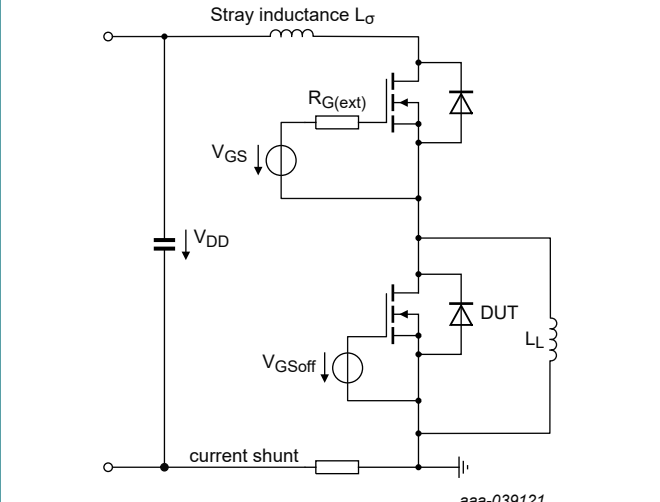 Stray inductance Lσ
RG(ext)
VGS
VDD
DUT
LL
VGSoff
current shunt
aaa-039121